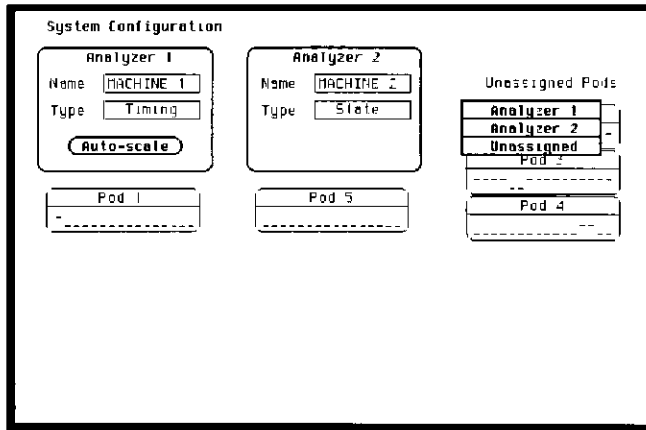 System Configuration
Analyzer 1
Name MACHINE 1
Type Timing
Auto-scale
Analyzer 2
Name MACHINE 2
Type State
Unassigned Pods
Analyzer 1
Analyzer 2
Unassigned
Pod 3
Pod 1
Pod 5
Pod 4